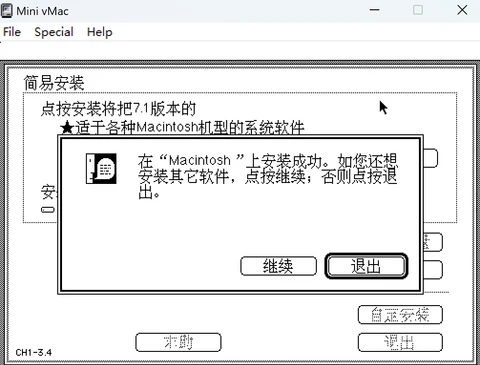 Mini vMac
File Special Help
简易安装
点按安装将把7.1版本的
★适于各种Macintosh机型的系统软件
在“Macintosh”上安装成功。如您还想
安装其它软件，点按继续；否则点按退
出。
安
继续
退出
自定安装
求助
退出
CH1-3.4